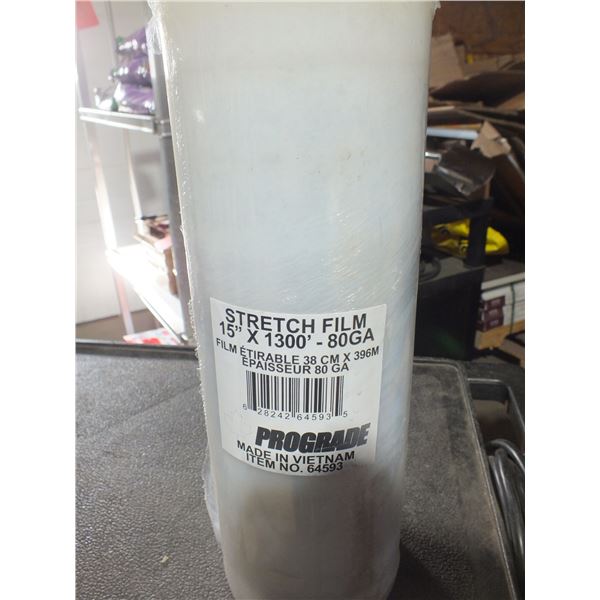 STRETCH FILM
15" X 1300' - 80GA
FILM ÉTIRABLE 38 CM X 396M
ÉPAISSEUR 80 GA
6 28242 64593 5
PROGRADE
MADE IN VIETNAM
ITEM NO. 64593